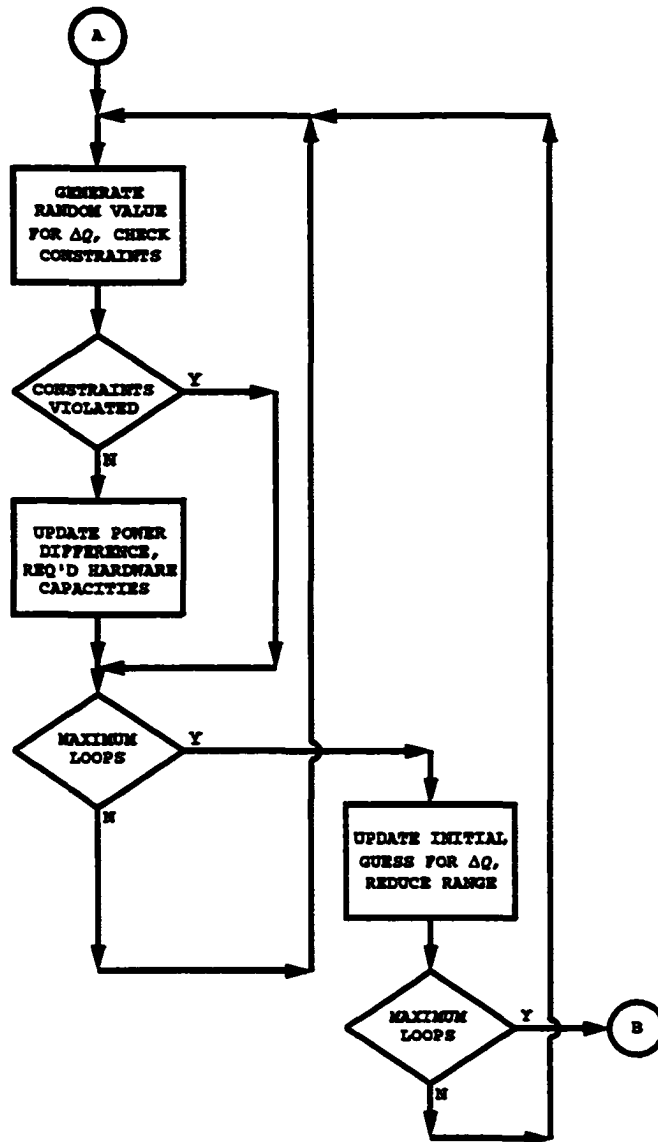 A
GENERATE
RANDOM VALUE
FOR ΔQ, CHECK
CONSTRAINTS
CONSTRAINTS
VIOLATED
Y
N
UPDATE POWER
DIFFERENCE,
REQ'D HARDWARE
CAPACITIES
MAXIMUM
LOOPS
Y
N
UPDATE INITIAL
GUESS FOR ΔQ,
REDUCE RANGE
MAXIMUM
LOOPS
Y
N
B